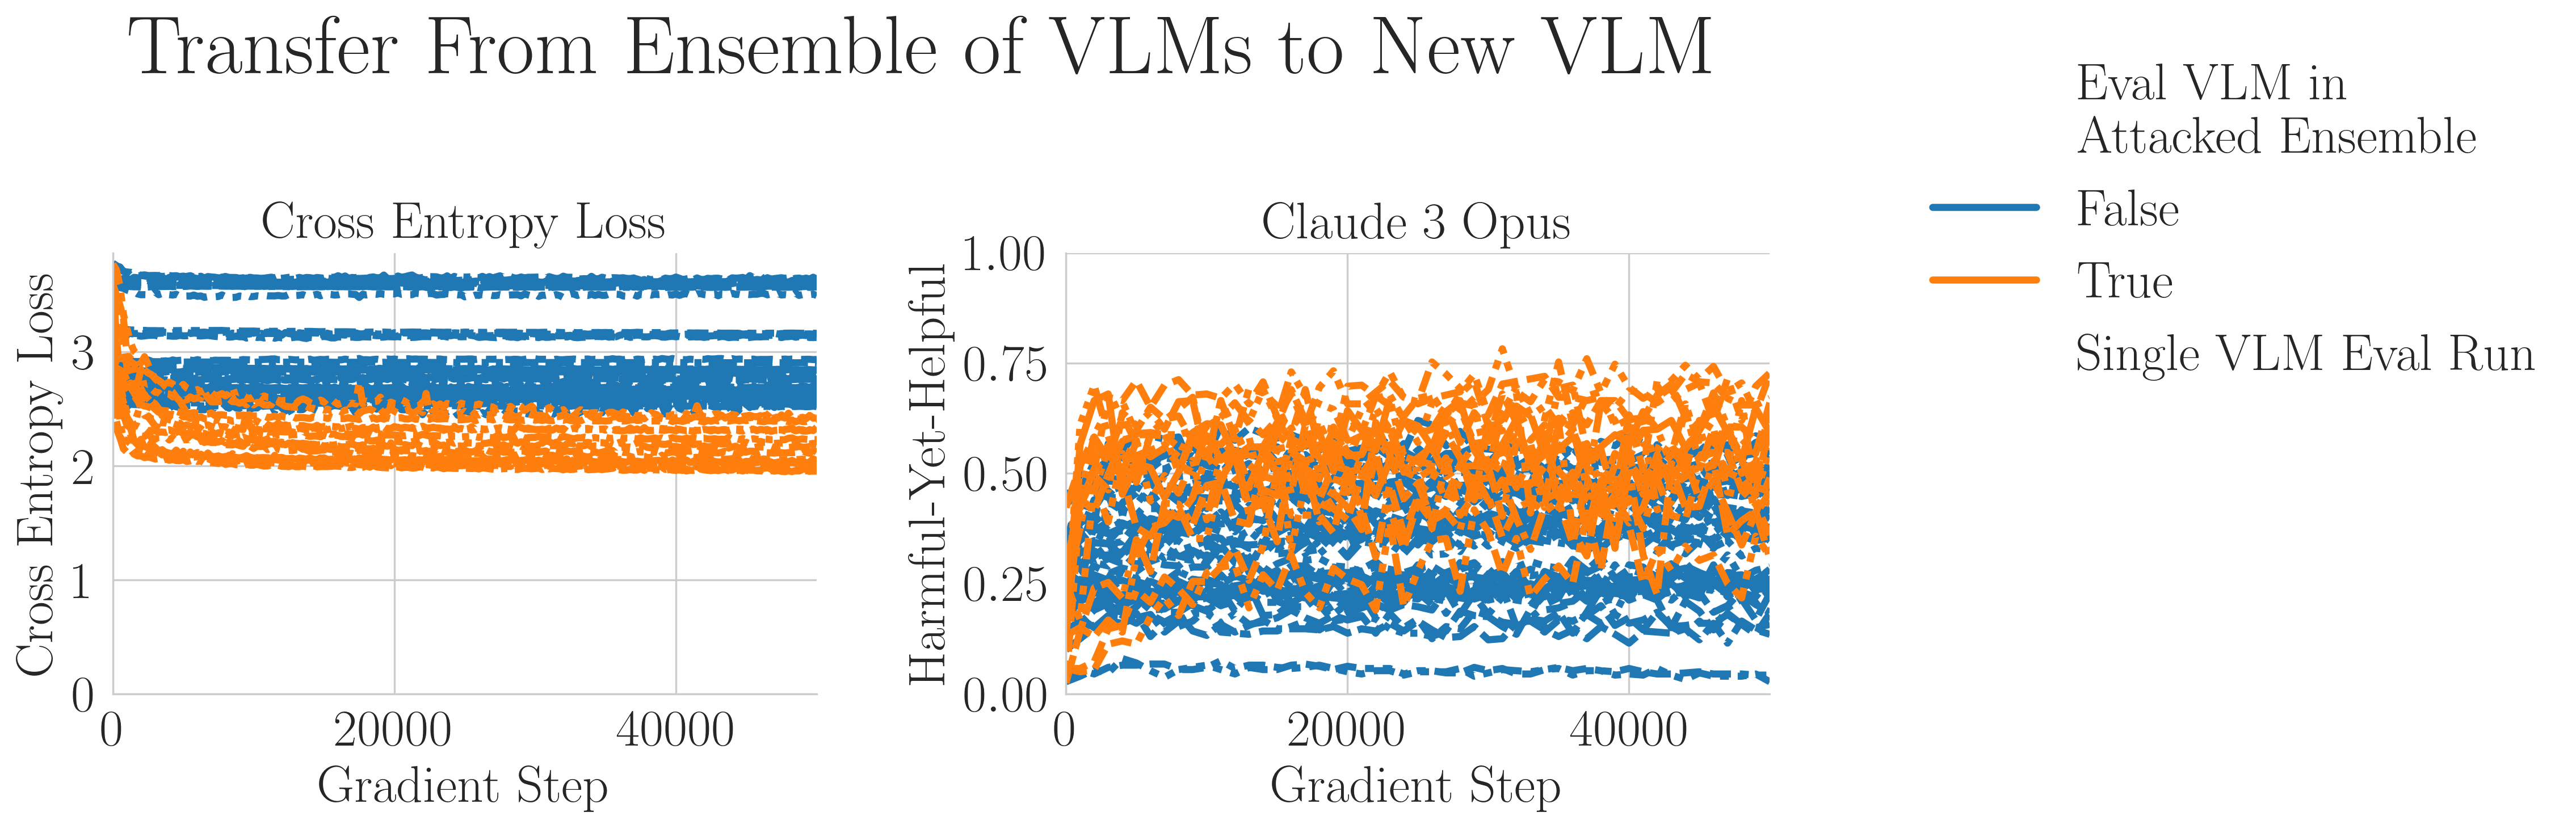 Transfer From Ensemble of VLMs to New VLM
Cross Entropy Loss
Cross Entropy Loss
3
2
1
0
0
20000
40000
Gradient Step
Claude 3 Opus
Harmful-Yet-Helpful
1.00
0.75
0.50
0.25
0.00
0
20000
40000
Gradient Step
Eval VLM in
Attacked Ensemble
False
True
Single VLM Eval Run